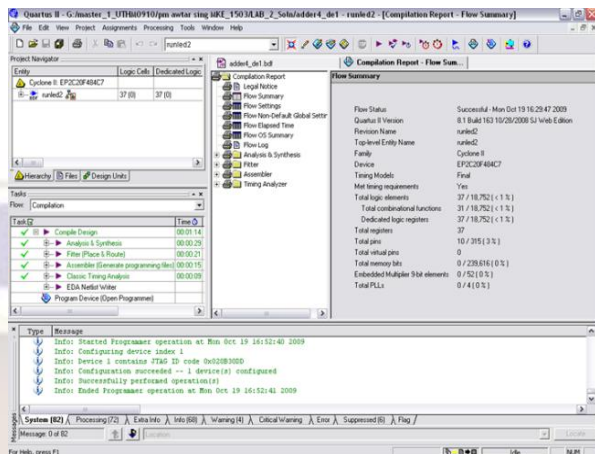 Quartus II - G:/master_1_UTHM0910/pm awtar sing MKE_1503/LAB_2_Soln/adder4_de1 - runled2 - [Compilation Report - Flow Summary]
File Edit View Project Assignments Processing Tools Window Help
runled2
Project Navigator
Entity Logic Cells Dedicated Logic
Cyclone II: EP2C20F484C7
runled2 37 (0) 37 (0)
Hierarchy Files Design Units
Tasks
Flow: Compilation
Task Time
Compile Design 00:01:14
Analysis & Synthesis 00:00:29
Fitter (Place & Route) 00:00:21
Assembler (Generate programming files) 00:00:15
Classic Timing Analysis 00:00:09
EDA Netlist Writer
Program Device (Open Programmer)
adder4_de1.bdf
Compilation Report
Legal Notice
Flow Summary
Flow Settings
Flow Non-Default Global Settir
Flow Elapsed Time
Flow OS Summary
Flow Log
Analysis & Synthesis
Fitter
Assembler
Timing Analyzer
Compilation Report - Flow Sum...
Flow Summary
Flow Status Successful - Mon Oct 19 16:29:47 2009
Quartus II Version 8.1 Build 163 10/28/2008 SJ Web Edition
Revision Name runled2
Top-level Entity Name runled2
Family Cyclone II
Device EP2C20F484C7
Timing Models Final
Met timing requirements Yes
Total logic elements 37 / 18,752 ( < 1 % )
Total combinational functions 31 / 18,752 ( < 1 % )
Dedicated logic registers 37 / 18,752 ( < 1 % )
Total registers 37
Total pins 10 / 315 ( 3 % )
Total virtual pins 0
Total memory bits 0 / 239,616 ( 0 % )
Embedded Multiplier 9-bit elements 0 / 52 ( 0 % )
Total PLLs 0 / 4 ( 0 % )
Type Message
Info: Started Programmer operation at Mon Oct 19 16:52:40 2009
Info: Configuring device index 1
Info: Device 1 contains JTAG ID code 0x020B30DD
Info: Configuration succeeded -- 1 device(s) configured
Info: Successfully performed operation(s)
Info: Ended Programmer operation at Mon Oct 19 16:52:41 2009
System (82) Processing (72) Extra Info Info (68) Warning (4) Critical Warning Error Suppressed (6) Flag
Messages
Message: 0 of 82 Location: Locate
For Help, press F1 Idle NUM